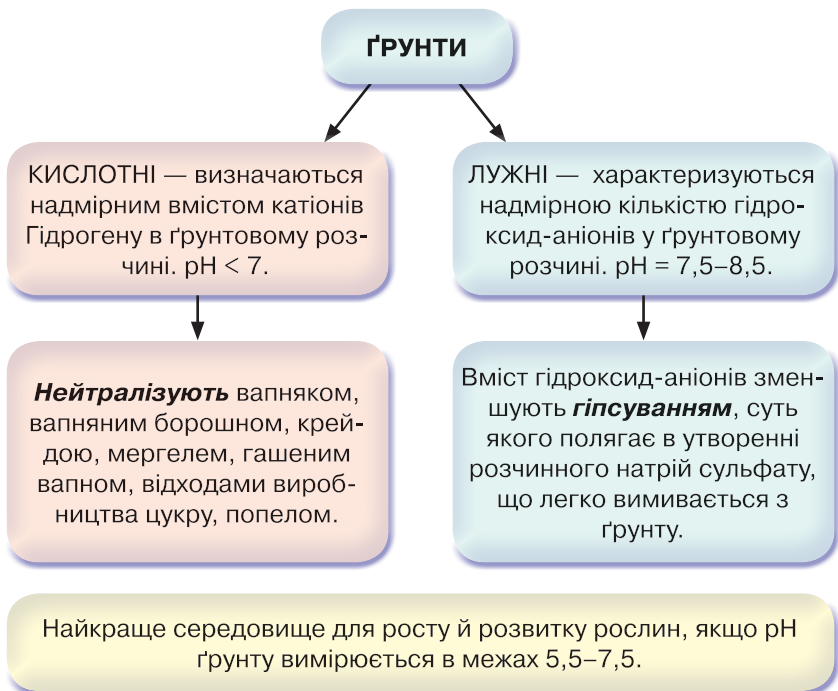 ҐРУНТИ
КИСЛОТНІ — визначаються
надмірним вмістом катіонів
Гідрогену в ґрунтовому роз-
чині. pH < 7.
ЛУЖНІ — характеризуються
надмірною кількістю гідро-
ксид-аніонів у ґрунтовому
розчині. pH = 7,5–8,5.
Нейтралізують вапняком,
вапняним борошном, крей-
дою, мергелем, гашеним
вапном, відходами вироб-
ництва цукру, попелом.
Вміст гідроксид-аніонів змен-
шують гіпсуванням, суть
якого полягає в утворенні
розчинного натрій сульфату,
що легко вимивається з
ґрунту.
Найкраще середовище для росту й розвитку рослин, якщо pH
ґрунту вимірюється в межах 5,5–7,5.